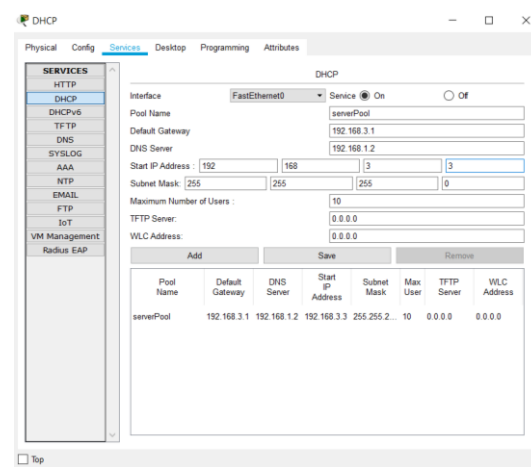 DHCP
Physical Config Services Desktop Programming Attributes
SERVICES
HTTP
DHCP
DHCPv6
TFTP
DNS
SYSLOG
AAA
NTP
EMAIL
FTP
IoT
VM Management
Radius EAP
DHCP
Interface FastEthernet0 Service On Off
Pool Name serverPool
Default Gateway 192.168.3.1
DNS Server 192.168.1.2
Start IP Address : 192 168 3 3
Subnet Mask: 255 255 255 0
Maximum Number of Users : 10
TFTP Server: 0.0.0.0
WLC Address: 0.0.0.0
Add Save Remove
Pool Name Default Gateway DNS Server Start IP Address Subnet Mask Max User TFTP Server WLC Address
serverPool 192.168.3.1 192.168.1.2 192.168.3.3 255.255.2... 10 0.0.0.0 0.0.0.0
Top